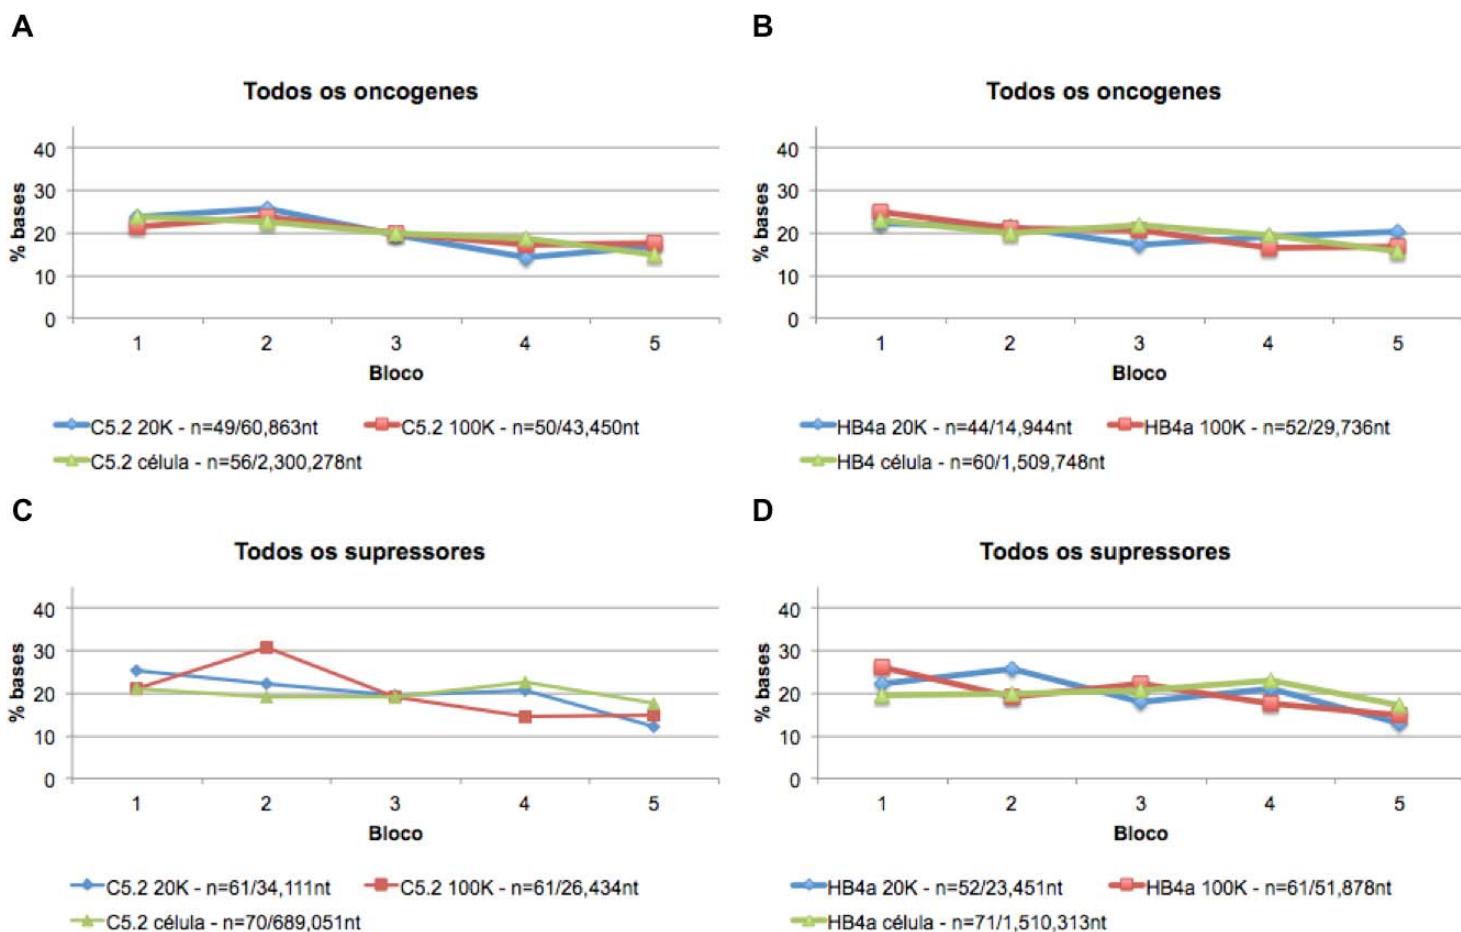 A
Todos os oncogenes
40
30
20
10
0
% bases
1 2 3 4 5
Bloco
C5.2 20K - n=49/60,863nt C5.2 100K - n=50/43,450nt
C5.2 célula - n=56/2,300,278nt
B
Todos os oncogenes
40
30
20
10
0
% bases
1 2 3 4 5
Bloco
HB4a 20K - n=44/14,944nt HB4a 100K - n=52/29,736nt
HB4 célula - n=60/1,509,748nt
C
Todos os supressores
40
30
20
10
0
% bases
1 2 3 4 5
Bloco
C5.2 20K - n=61/34,111nt C5.2 100K - n=61/26,434nt
C5.2 célula - n=70/689,051nt
D
Todos os supressores
40
30
20
10
0
% bases
1 2 3 4 5
Bloco
HB4a 20K - n=52/23,451nt HB4a 100K - n=61/51,878nt
HB4a célula - n=71/1,510,313nt